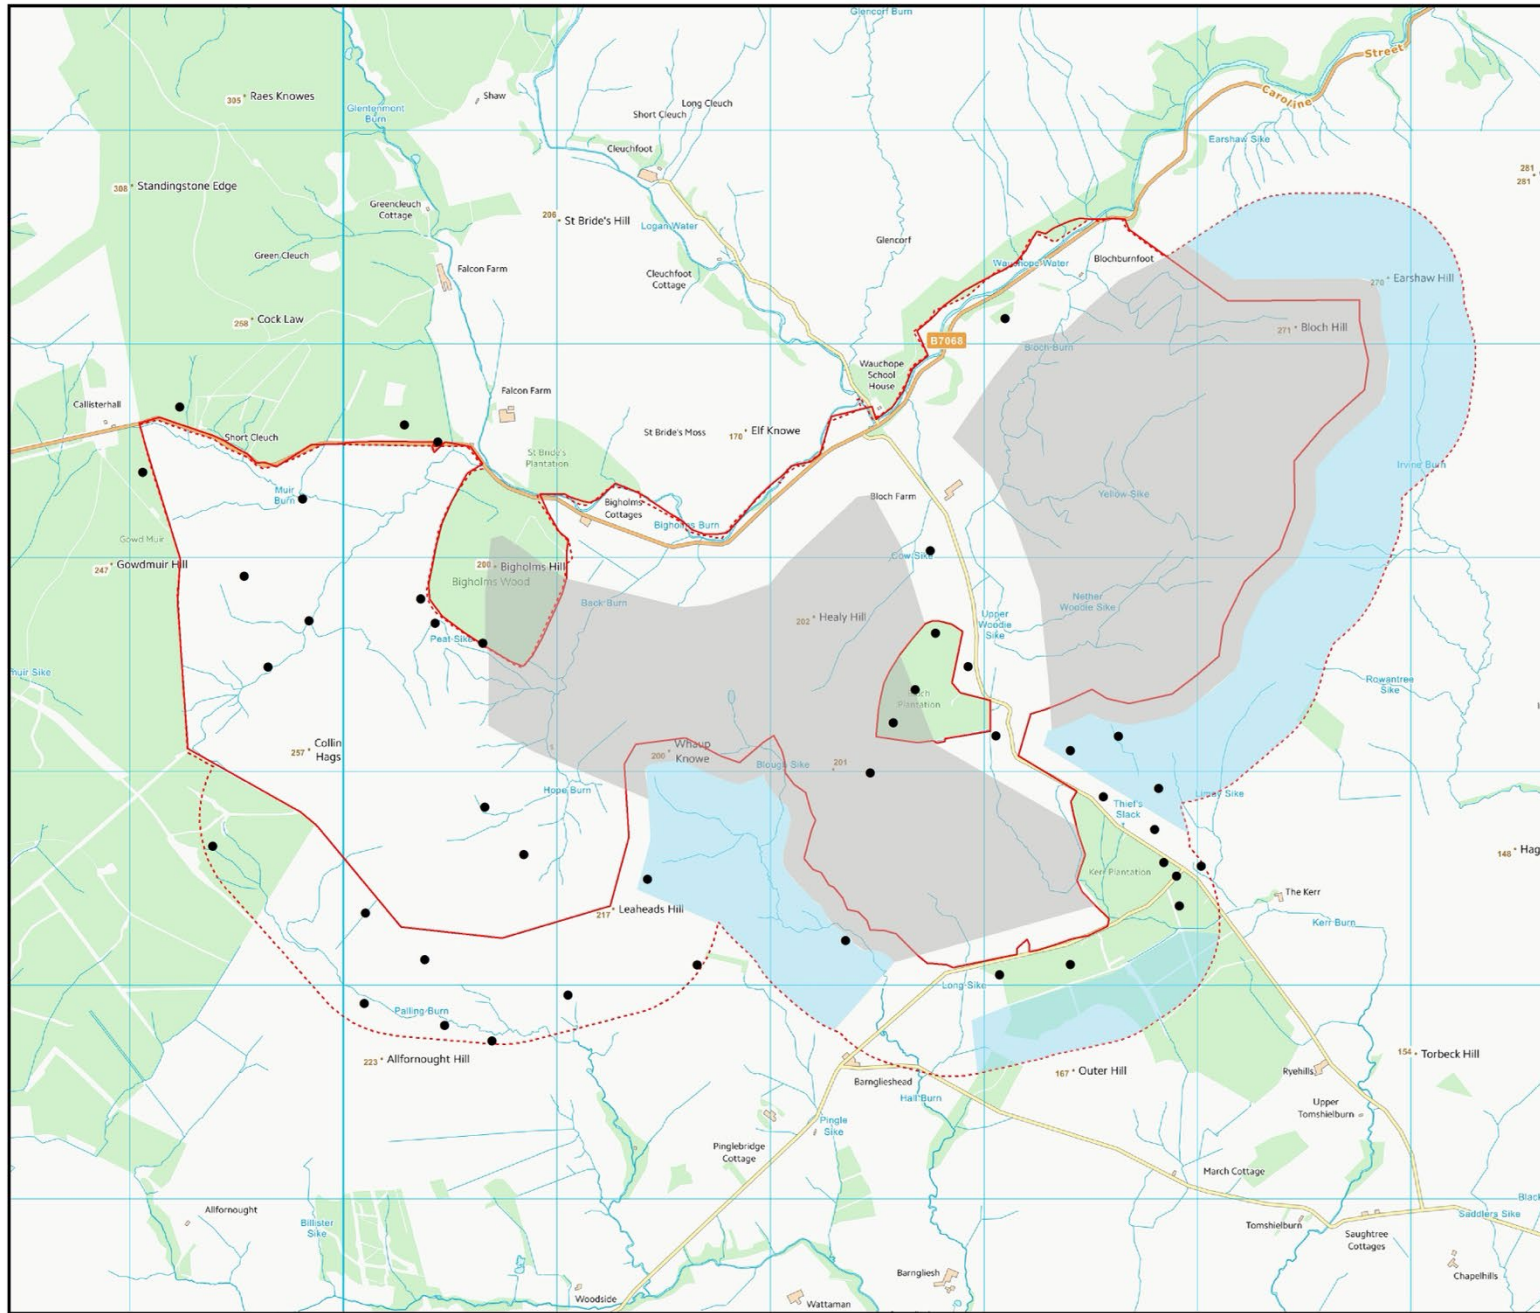 Glencorf Burn
Street
Caroline
305 Raes Knowes
Shaw
Long Cleuch
Short Cleuch
Glentenmont
Burn
Earshaw Sike
Cleuchfoot
281
281
308 Standingstone Edge
Greencleuch
Cottage
206
St Bride's Hill
Logan Water
Glencorf
Green Cleuch
Falcon Farm
Cleuchfoot
Cottage
Wauchope Water
Blochburnfoot
270 Earshaw Hill
258 Cock Law
271 Bloch Hill
B7068
Bloch Burn
Wauchope
School
House
Falcon Farm
Callisterhall
Short Cleuch
St Bride's Moss
170 Elf Knowe
St Bride's
Plantation
Irvine Burn
Muir
Burn
Bloch Farm
Yellow Sike
Bigholms
Cottages
Bigholms Burn
Gowd Muir
Cow Sike
247 Gowdmuir Hill
200 Bigholms Hill
Bigholms Wood
Back Burn
Nether
Woodie Sike
202 Healy Hill
Upper
Woodie
Sike
Peat Sike
muir Sike
Rowantree
Sike
Bloch
Plantation
257 Collin
Hags
200 Whaup
Knowe
Blough Sike
201
Hope Burn
Limey Sike
Thief's
Slack
148 Hag
Kerr Plantation
The Kerr
217 Leaheads Hill
Kerr Burn
Long Sike
Palling Burn
223 Allfornought Hill
154 Torbeck Hill
167 Outer Hill
Ryehills
Barnglieshead
Hall Burn
Upper
Tomshielburn
Pingle
Sike
Pinglebridge
Cottage
March Cottage
Allfornought
Billister
Sike
Black
Saddlers Sike
Tomshielburn
Saughtree
Cottages
Barngliesh
Chapelhills
Woodside
Wattaman